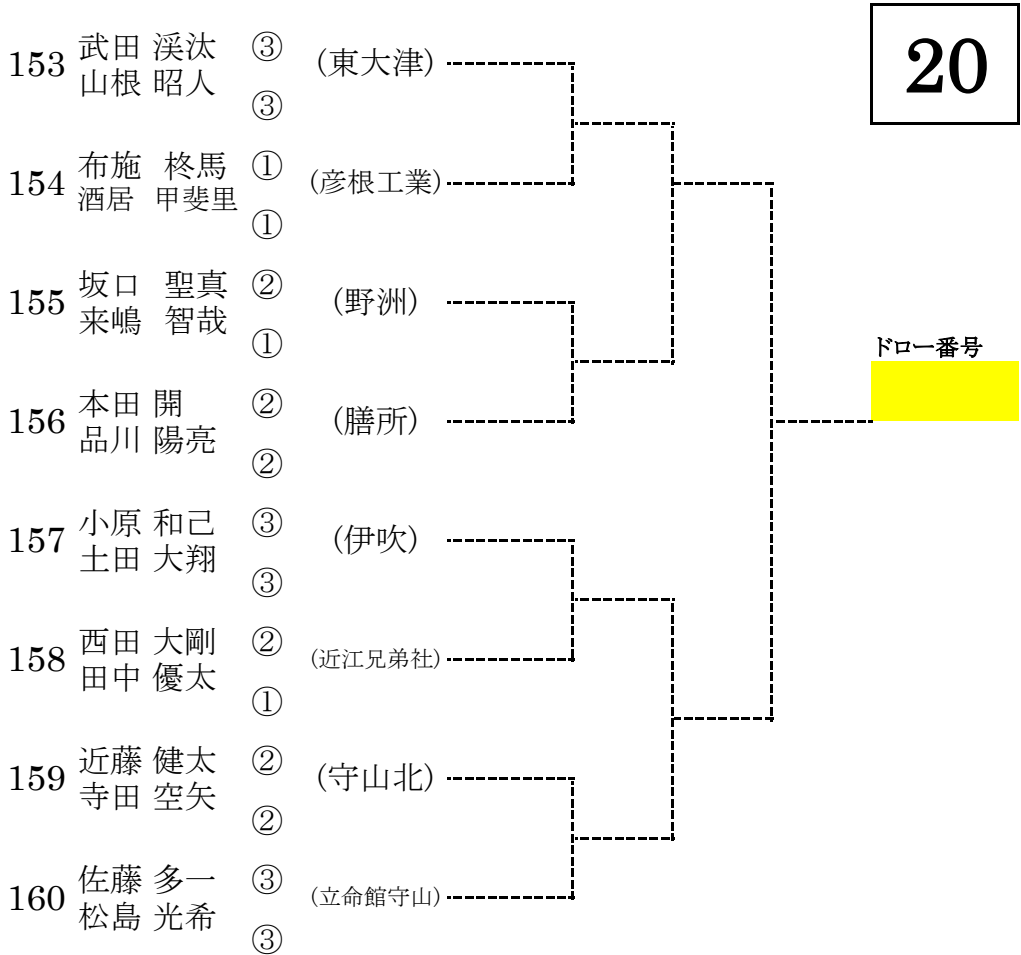 20
153 武田 渓汰 ③ (東大津)
山根 昭人 ③
154 布施 柊馬 ① (彦根工業)
酒居 甲斐里 ①
155 坂口 聖真 ② (野洲)
来嶋 智哉 ①
ドロー番号
156 本田 開 ② (膳所)
品川 陽亮 ②
157 小原 和己 ③ (伊吹)
土田 大翔 ③
158 西田 大剛 ② (近江兄弟社)
田中 優太 ①
159 近藤 健太 ② (守山北)
寺田 空矢 ②
160 佐藤 多一 ③ (立命館守山)
松島 光希 ③